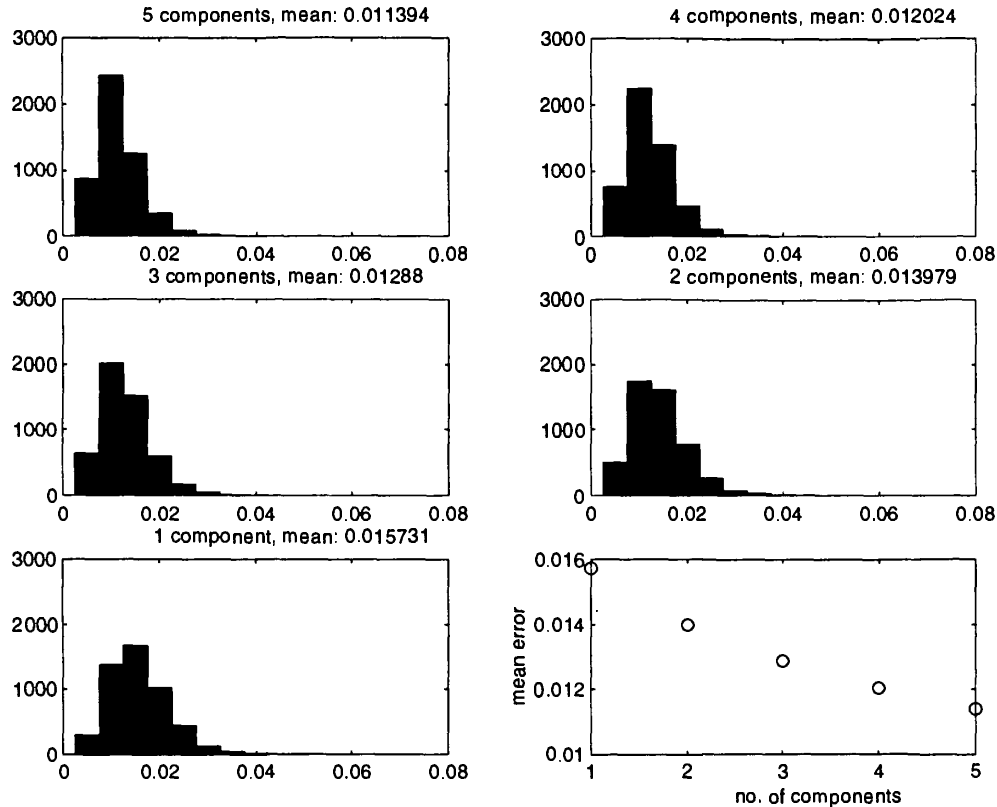 5 components, mean: 0.011394
3000
2000
1000
0
0 0.02 0.04 0.06 0.08
4 components, mean: 0.012024
3000
2000
1000
0
0 0.02 0.04 0.06 0.08
3 components, mean: 0.01288
3000
2000
1000
0
0 0.02 0.04 0.06 0.08
2 components, mean: 0.013979
3000
2000
1000
0
0 0.02 0.04 0.06 0.08
1 component, mean: 0.015731
3000
2000
1000
0
0 0.02 0.04 0.06 0.08
mean error
0.016
0.014
0.012
0.01
1 2 3 4 5
no. of components